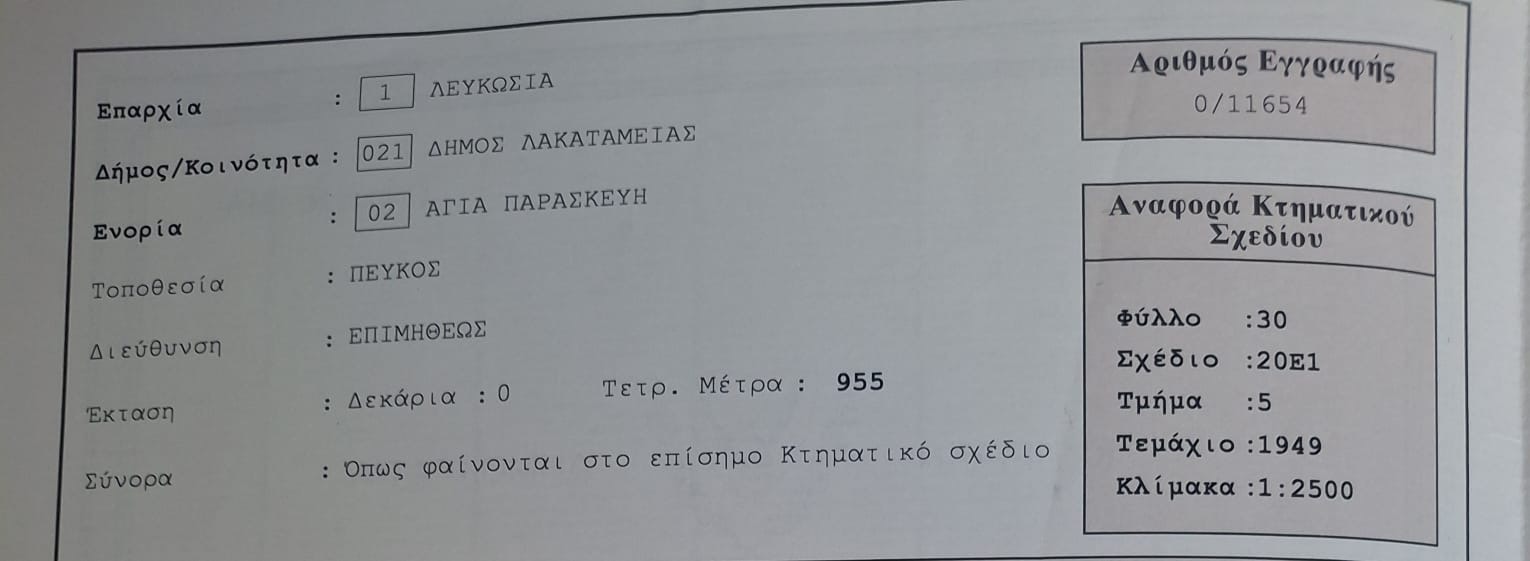 Επαρχία : 1 ΛΕΥΚΩΣΙΑ
Δήμος/Κοινότητα : 021 ΔΗΜΟΣ ΛΑΚΑΤΑΜΕΙΑΣ
Ενορία : 02 ΑΓΙΑ ΠΑΡΑΣΚΕΥΗ
Τοποθεσία : ΠΕΥΚΟΣ
Διεύθυνση : ΕΠΙΜΗΘΕΩΣ
Έκταση : Δεκάρια : 0 Τετρ. Μέτρα : 955
Σύνορα : Όπως φαίνονται στο επίσημο Κτηματικό σχέδιο
Αριθμός Εγγραφής
0/11654
Αναφορά Κτηματικού
Σχεδίου
Φύλλο :30
Σχέδιο :20E1
Τμήμα :5
Τεμάχιο :1949
Κλίμακα :1:2500